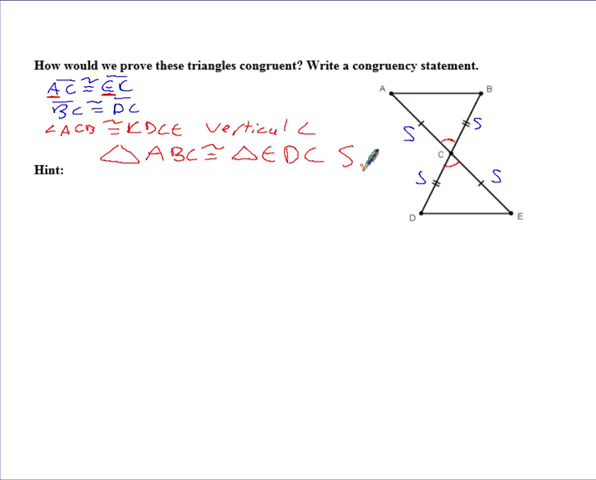 How would we prove these triangles congruent? Write a congruency statement.
AC ≅ EC
BC ≅ DC
∠ACB ≅ ∠DCE vertical ∠
△ABC ≅ △EDC S
Hint:
A
B
S
S
C
S
S
D
E